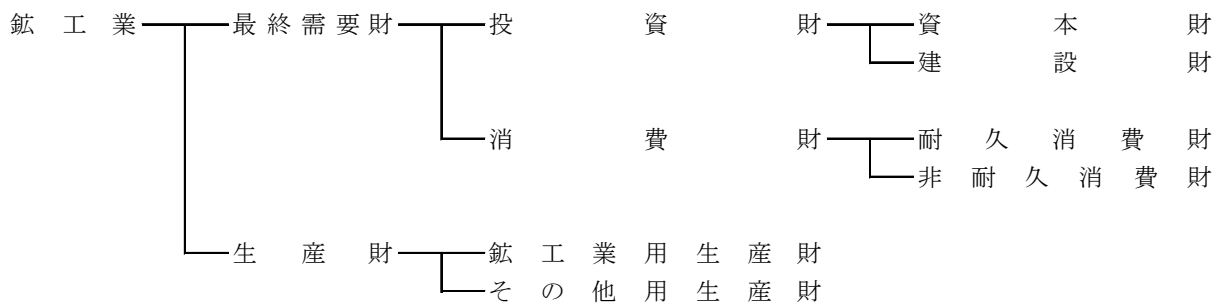 鉱工業 最終需要財 投資財 資本財
建設財
消費財 耐久消費財
非耐久消費財
生産財 鉱工業用生産財
その他用生産財